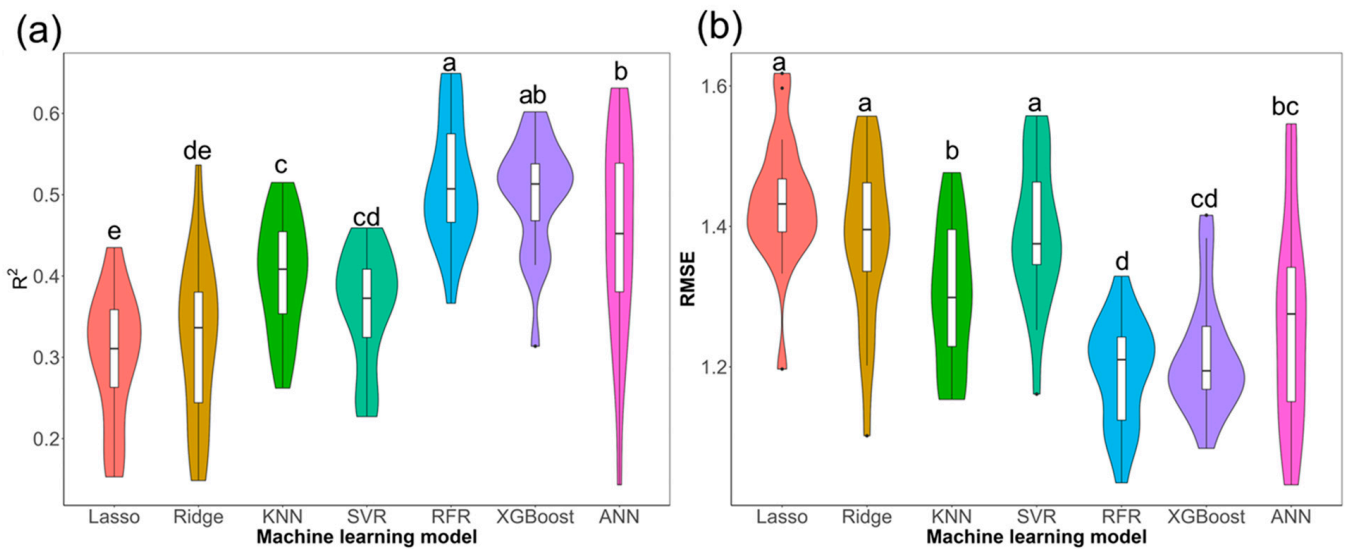 (a)
R²
0.6
0.5
0.4
0.3
0.2
e
de
c
cd
a
ab
b
Lasso Ridge KNN SVR RFR XGBoost ANN
Machine learning model
(b)
RMSE
1.6
1.4
1.2
a
a
b
a
d
cd
bc
Lasso Ridge KNN SVR RFR XGBoost ANN
Machine learning model